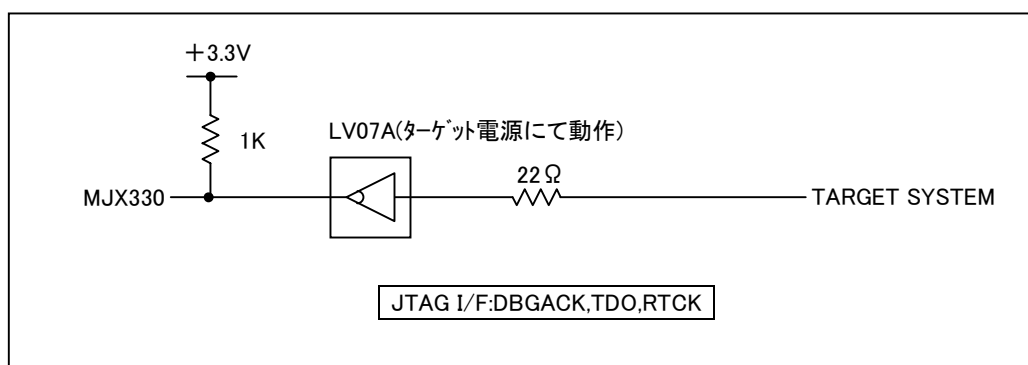 +3.3V
1K
LV07A(ﾀｰｹﾞｯﾄ電源にて動作)
22Ω
MJX330
TARGET SYSTEM
JTAG I/F:DBGACK,TDO,RTCK